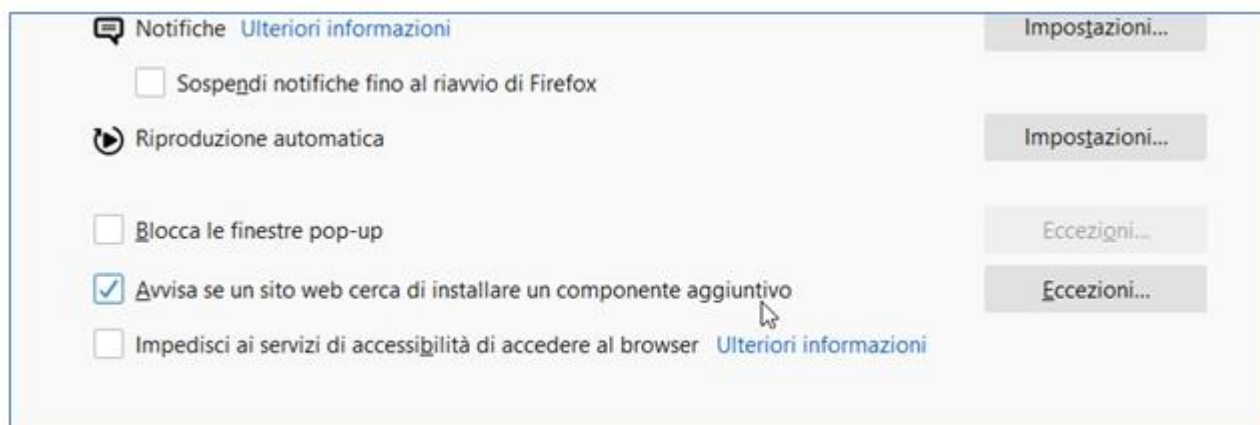 Notifiche Ulteriori informazioni Impostazioni...
Sospendi notifiche fino al riavvio di Firefox
Riproduzione automatica Impostazioni...
Blocca le finestre pop-up Eccezioni...
Avvisa se un sito web cerca di installare un componente aggiuntivo Eccezioni...
Impedisci ai servizi di accessibilità di accedere al browser Ulteriori informazioni